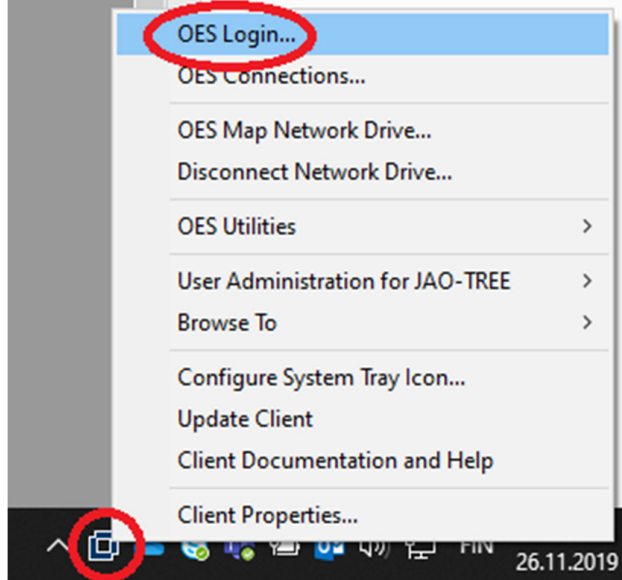 OES Login...
OES Connections...
OES Map Network Drive...
Disconnect Network Drive...
OES Utilities
User Administration for JAO-TREE
Browse To
Configure System Tray Icon...
Update Client
Client Documentation and Help
Client Properties...
FIN
26.11.2019